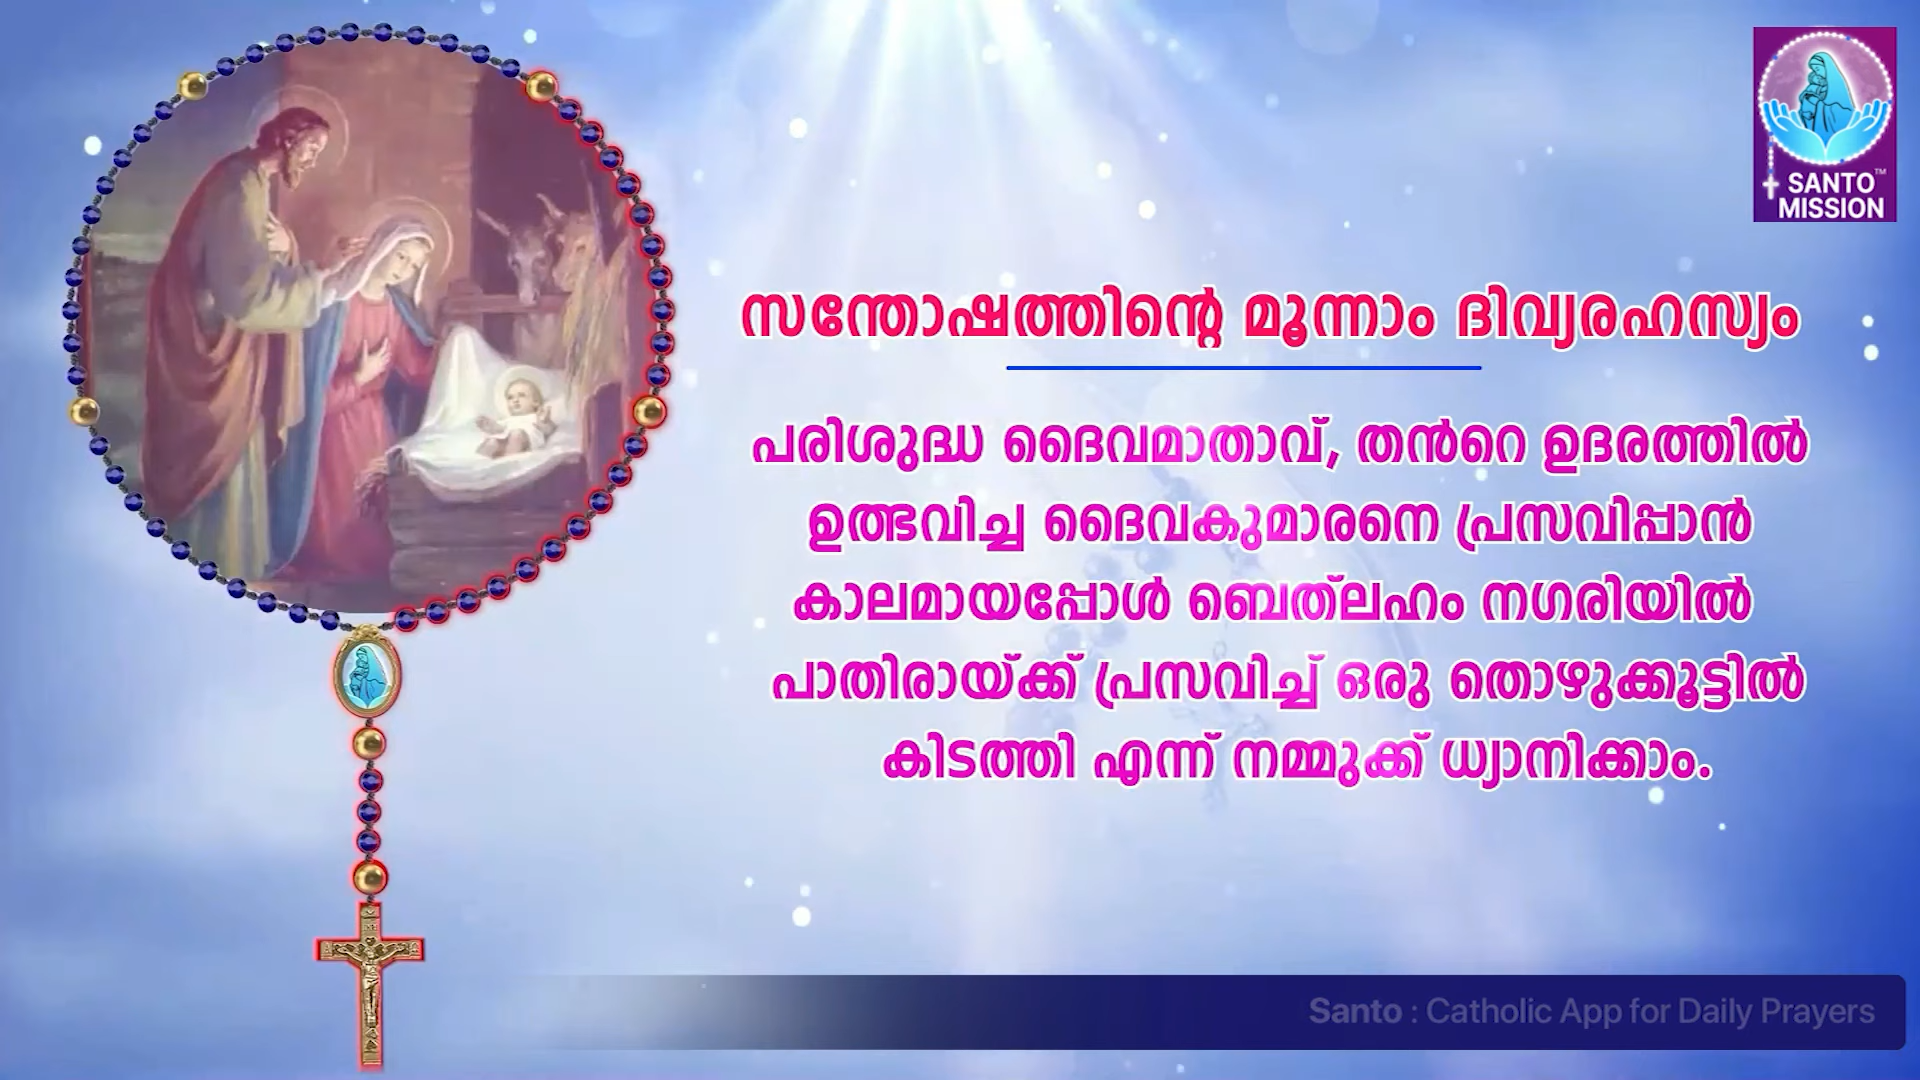 SANTO™
MISSION
സന്തോഷത്തിന്റെ മൂന്നാം ദിവ്യരഹസ്യം
പരിശുദ്ധ ദൈവമാതാവ്, തൻറെ ഉദരത്തിൽ
ഉത്ഭവിച്ച ദൈവകുമാരനെ പ്രസവിപ്പാൻ
കാലമായപ്പോൾ ബെത്‌ലഹം നഗരിയിൽ
പാതിരായ്ക്ക് പ്രസവിച്ച് ഒരു തൊഴുക്കൂട്ടിൽ
കിടത്തി എന്ന് നമ്മുക്ക് ധ്യാനിക്കാം.
Santo : Catholic App for Daily Prayers